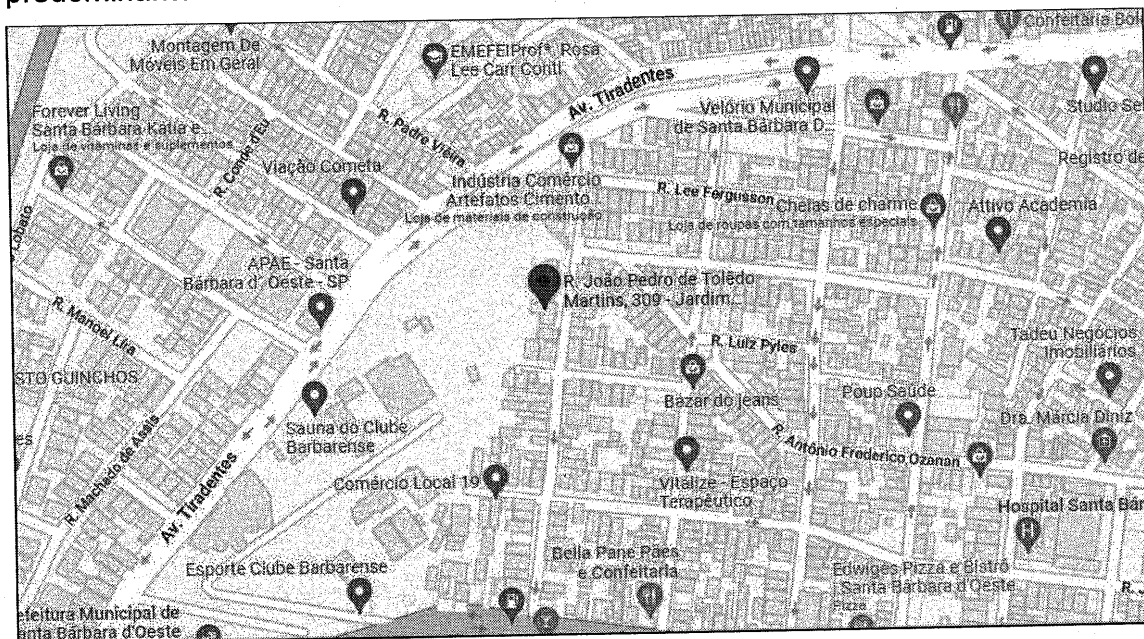 Montagem De
Móveis Em Geral
EMEFEIProfª. Rosa
Lee Carr Conti
Confeitaria
Av. Tiradentes
Velório Municipal
de Santa Bárbara D...
Studio
Forever Living
Santa Bárbara Katia e...
Loja de vitaminas e suplementos
R. Conde d'Eu
R. Padre Vieira
Viação Cometa
Registro de
Indústria Comércio
Artefatos Cimento
Loja de materiais de construção
R. Lee Fergusson
Cheias de charme
Loja de roupas com tamanhos especiais
Attivo Academia
Lobato
APAE - Santa
Bárbara d'Oeste - SP
R. João Pedro de Toledo
Martins, 309 - Jardim...
R. Manoel Lira
R. Luiz Pyles
Tadeu Negócios
Imobiliários
STO GUINCHOS
Bazar do jeans
Poup Saúde
Dra. Márcia Diniz
Sauna do Clube
Barbarense
R. Machado de Assis
R. Antônio Frederico Ozanan
Av. Tiradentes
Comércio Local 19
Vitalize - Espaço
Terapêutico
Hospital Santa Bár
Bella Pane Pães
e Confeitaria
Esporte Clube Barbarense
Edwiges Pizza e Bistrô
Santa Bárbara d'Oeste
Pizza
R.
efeitura Municipal de
anta Bárbara d'Oeste